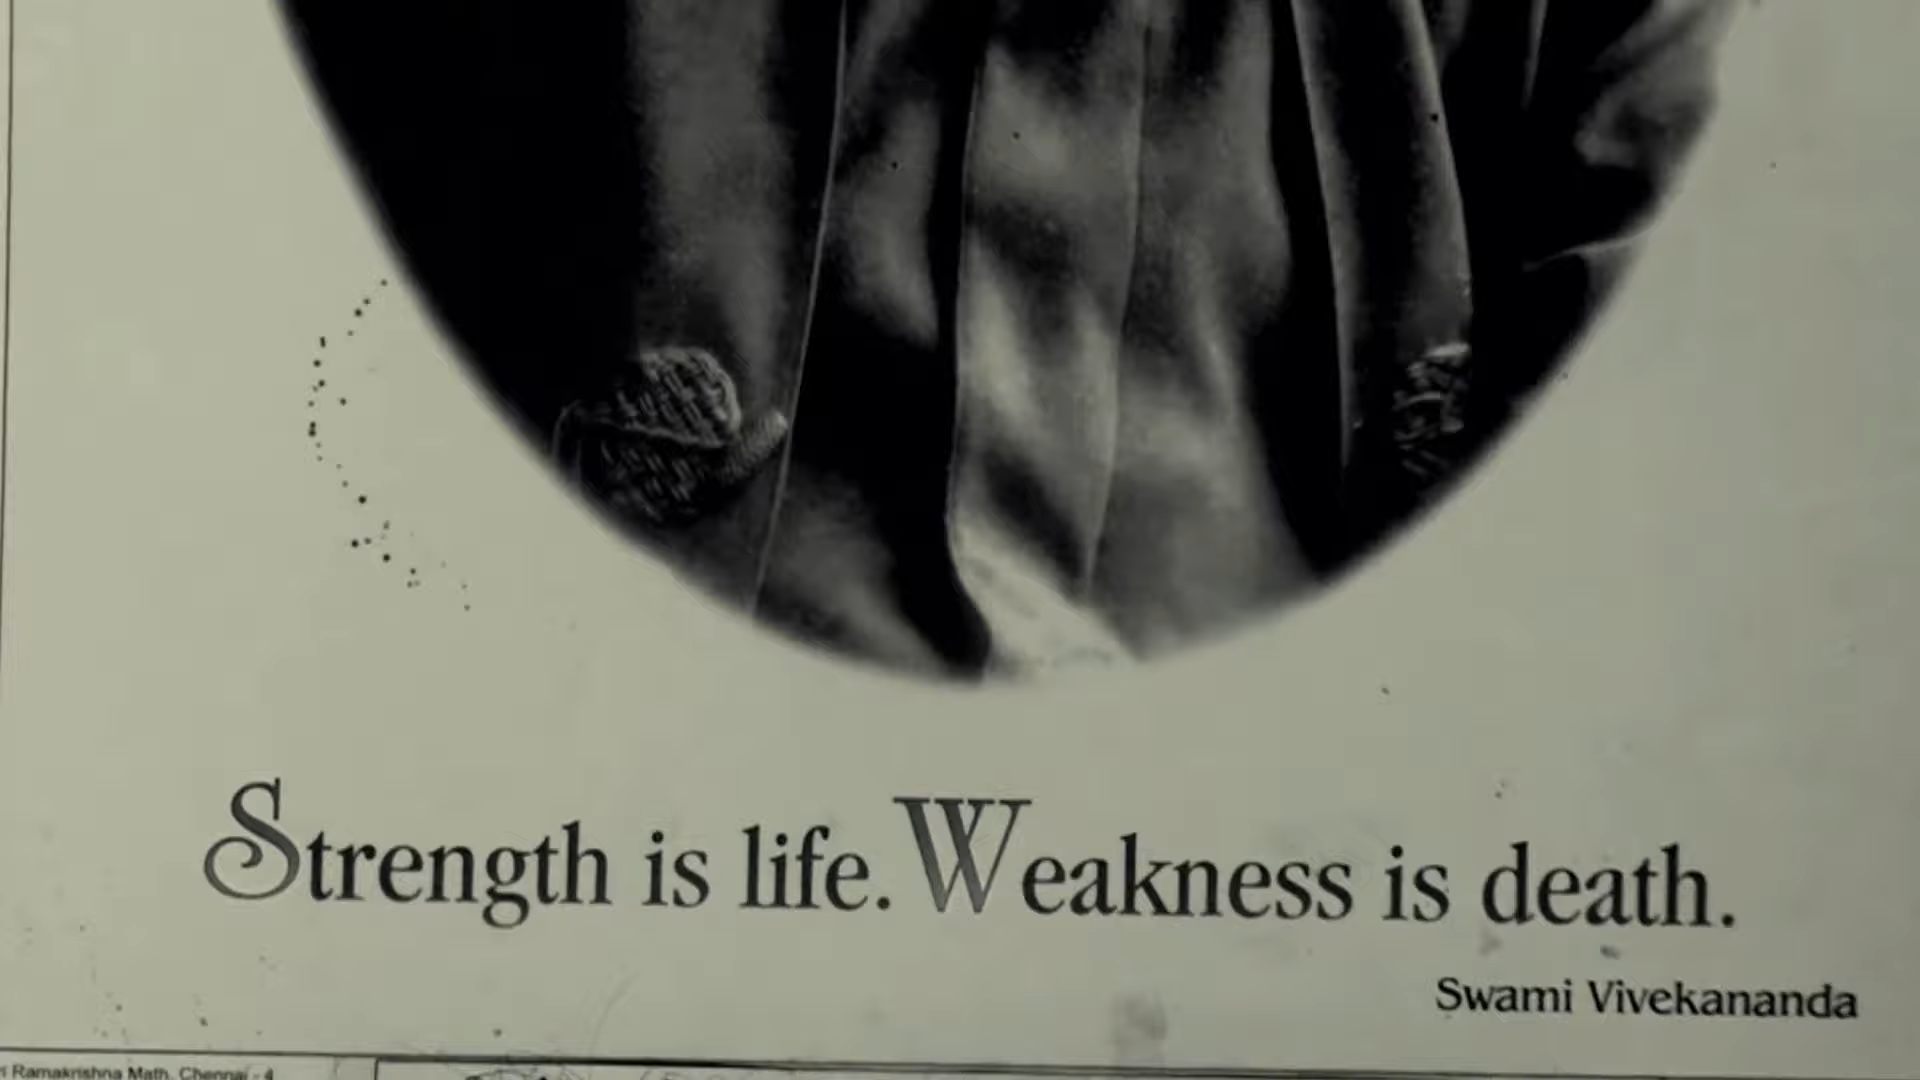 Strength is life. Weakness is death.
Swami Vivekananda
Ramakrishna Math, Chennai - 4